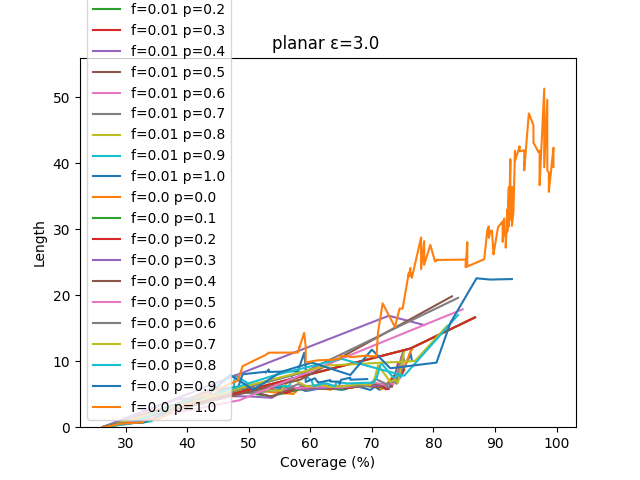 f=0.01 p=0.2
f=0.01 p=0.3
f=0.01 p=0.4
f=0.01 p=0.5
f=0.01 p=0.6
f=0.01 p=0.7
f=0.01 p=0.8
f=0.01 p=0.9
f=0.01 p=1.0
f=0.0 p=0.0
f=0.0 p=0.1
f=0.0 p=0.2
f=0.0 p=0.3
f=0.0 p=0.4
f=0.0 p=0.5
f=0.0 p=0.6
f=0.0 p=0.7
f=0.0 p=0.8
f=0.0 p=0.9
f=0.0 p=1.0
planar ε=3.0
50
40
30
20
10
0
Length
30 40 50 60 70 80 90 100
Coverage (%)